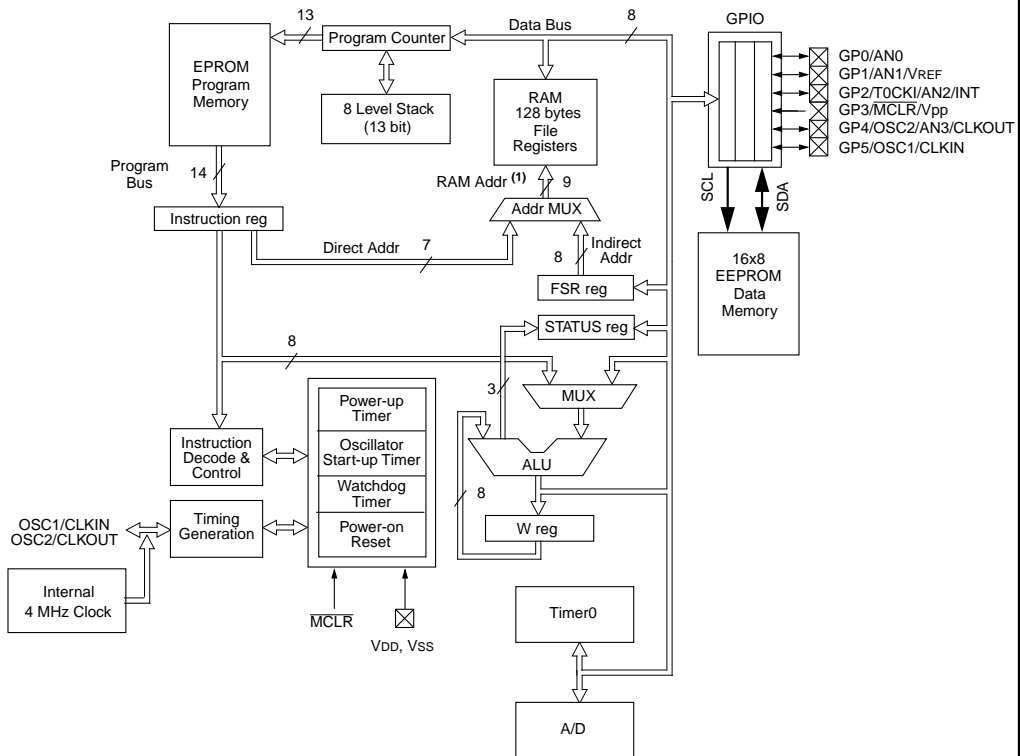 13
Data Bus
8
GPIO
EPROM
Program
Memory
Program Counter
8 Level Stack
(13 bit)
RAM
128 bytes
File
Registers
GP0/AN0
GP1/AN1/VREF
GP2/T0CKI/AN2/INT
GP3/MCLR/Vpp
GP4/OSC2/AN3/CLKOUT
GP5/OSC1/CLKIN
Program
Bus
14
RAM Addr (1)
9
SCL
SDA
Instruction reg
Addr MUX
Direct Addr
7
8
Indirect
Addr
16x8
EEPROM
Data
Memory
FSR reg
STATUS reg
8
3
MUX
Power-up
Timer
Oscillator
Start-up Timer
Watchdog
Timer
Power-on
Reset
Instruction
Decode &
Control
ALU
8
W reg
OSC1/CLKIN
OSC2/CLKOUT
Timing
Generation
Internal
4 MHz Clock
MCLR
VDD, VSS
Timer0
A/D